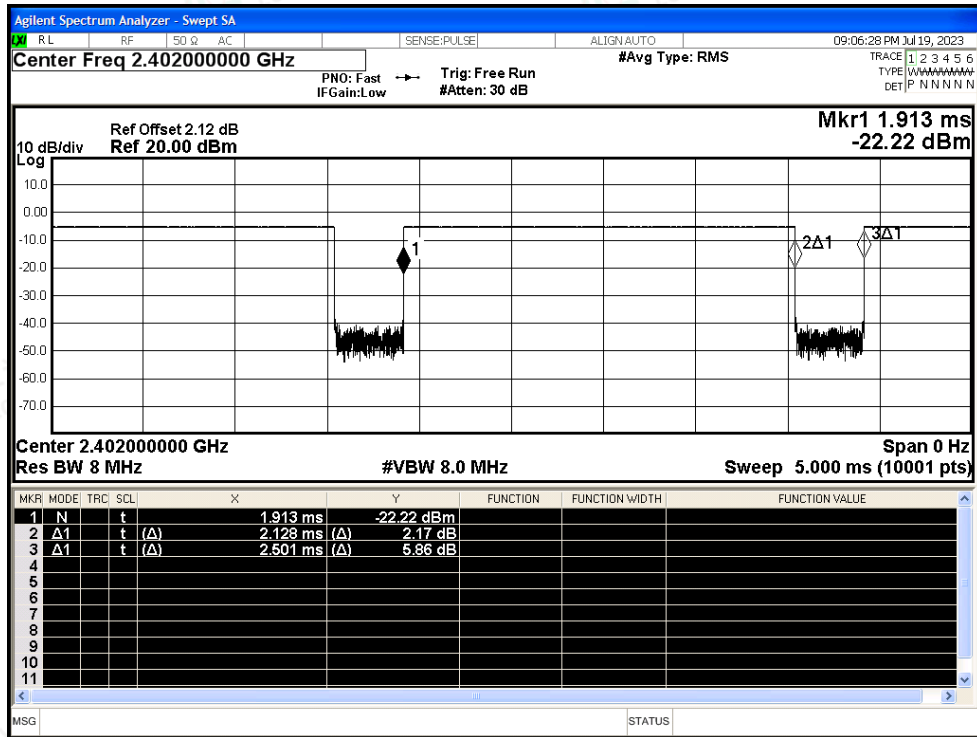 Agilent Spectrum Analyzer - Swept SA
LXI RL RF 50 Ω AC SENSE:PULSE ALIGN AUTO 09:06:28 PM Jul 19, 2023
Center Freq 2.402000000 GHz #Avg Type: RMS TRACE 1 2 3 4 5 6
PNO: Fast Trig: Free Run TYPE WWWWWW
IFGain:Low #Atten: 30 dB DET P N N N N N
Mkr1 1.913 ms
Ref Offset 2.12 dB
10 dB/div Ref 20.00 dBm -22.22 dBm
Log
10.0
0.00
-10.0
1 2Δ1 3Δ1
-20.0
-30.0
-40.0
-50.0
-60.0
-70.0
Center 2.402000000 GHz Span 0 Hz
Res BW 8 MHz #VBW 8.0 MHz Sweep 5.000 ms (10001 pts)
MKR MODE TRC SCL X Y FUNCTION FUNCTION WIDTH FUNCTION VALUE
1 N t 1.913 ms -22.22 dBm
2 Δ1 t (Δ) 2.128 ms (Δ) 2.17 dB
3 Δ1 t (Δ) 2.501 ms (Δ) 5.86 dB
4
5
6
7
8
9
10
11
MSG STATUS